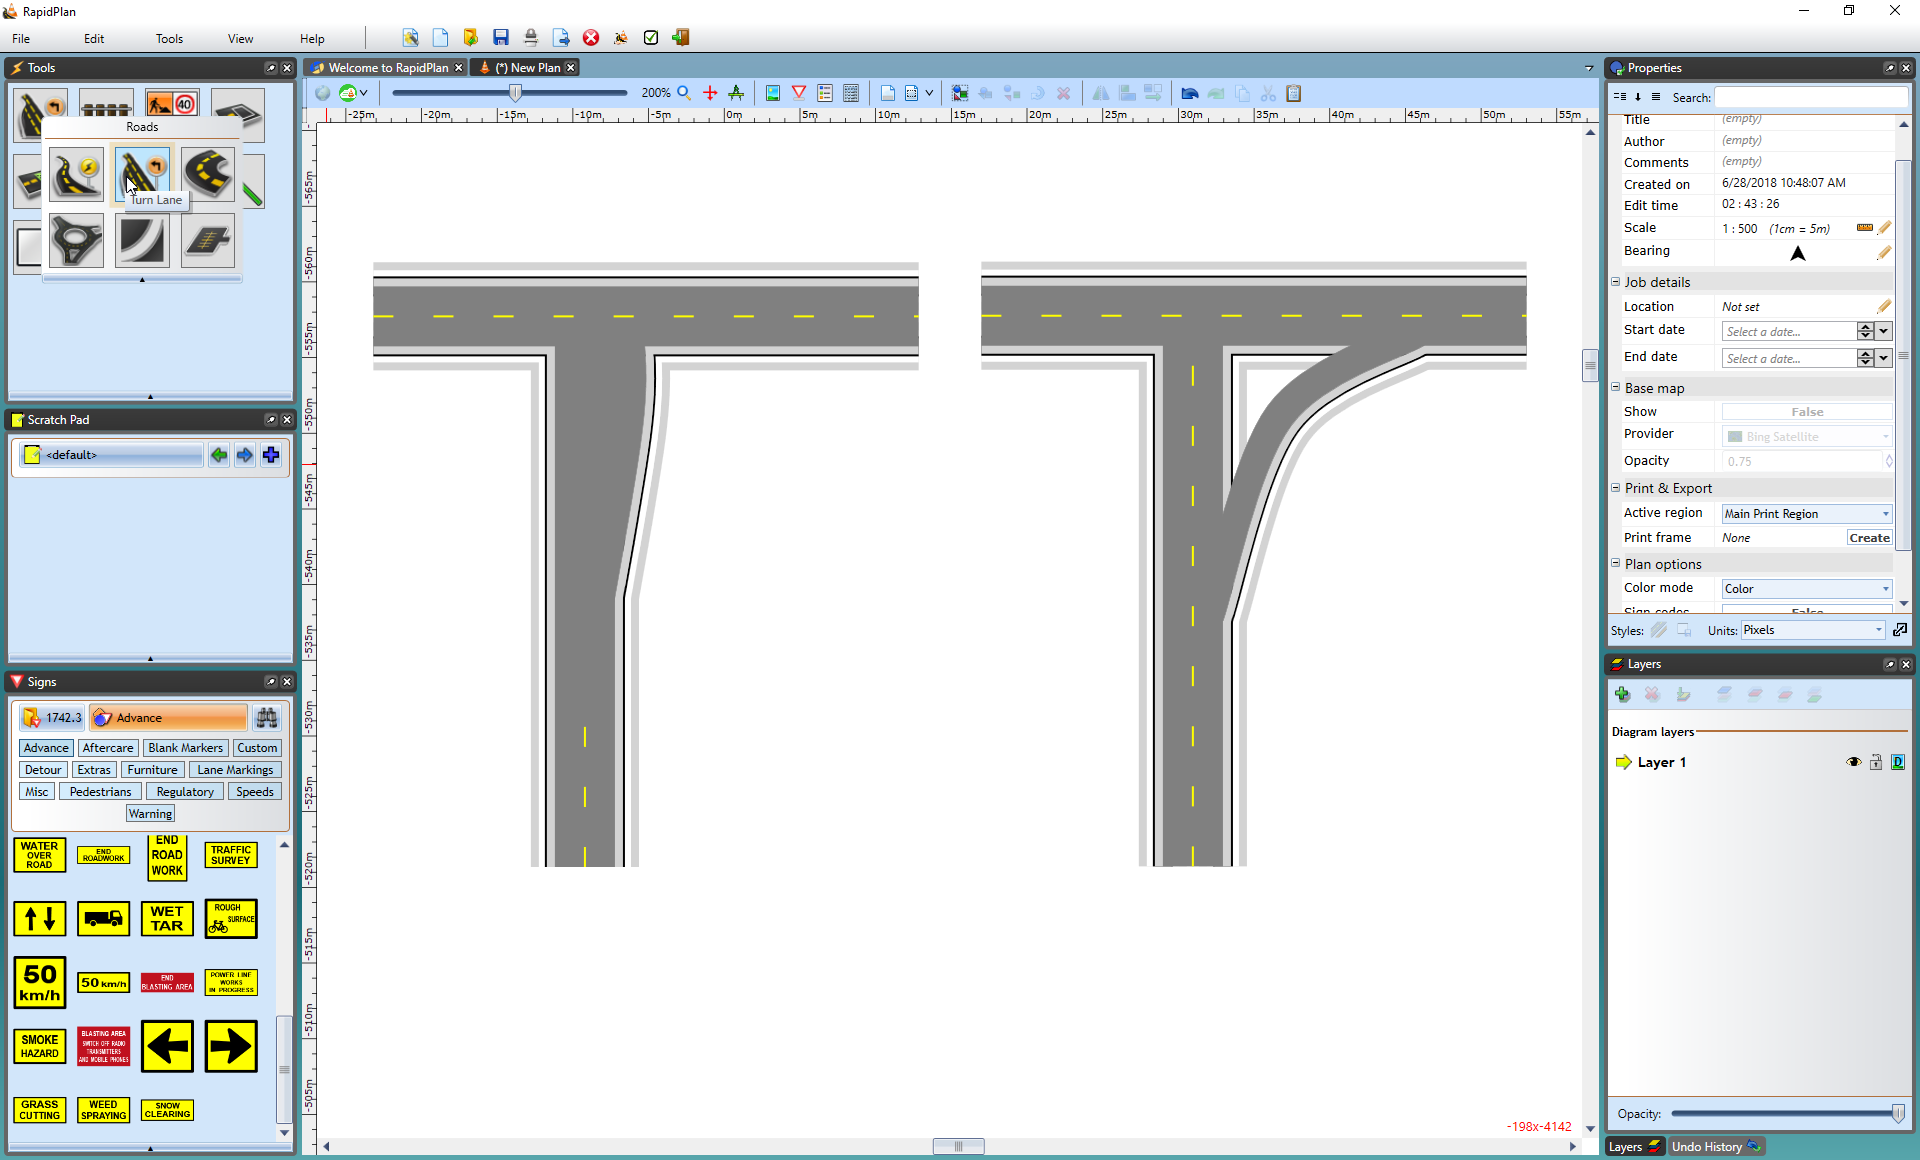 RapidPlan
File Edit Tools View Help
Tools
Welcome to RapidPlan
(*) New Plan
Properties
200%
Search:
-25m -20m -15m -10m -5m 0m 5m 10m 15m 20m 25m 30m 35m 40m 45m 50m 55m
40
Roads
Turn Lane
Title (empty)
Author (empty)
Comments (empty)
Created on 6/28/2018 10:48:07 AM
Edit time 02 : 43 : 26
Scale 1 : 500 (1cm = 5m)
Bearing
Job details
Location Not set
Start date Select a date...
End date Select a date...
Base map
Show False
Provider Bing Satellite
Opacity 0.75
Print & Export
Active region Main Print Region
Print frame None Create
Plan options
Color mode Color
Sign codes False
Styles: Units: Pixels
-565m
-560m
-555m
-550m
-545m
-540m
-535m
-530m
-525m
-520m
-515m
-510m
-505m
Scratch Pad
<default>
Signs
1742.3 Advance
Advance Aftercare Blank Markers Custom
Detour Extras Furniture Lane Markings
Misc Pedestrians Regulatory Speeds
Warning
WATER
OVER
ROAD
END
ROADWORK
END
ROAD
WORK
TRAFFIC
SURVEY
WET
TAR
ROUGH
SURFACE
50
km/h
50 km/h
END
BLASTING AREA
POWER LINE
WORKS
IN PROGRESS
SMOKE
HAZARD
BLASTING AREA
SWITCH OFF RADIO
TRANSMITTERS
AND MOBILE PHONES
GRASS
CUTTING
WEED
SPRAYING
SNOW
CLEARING
Layers
Diagram layers
Layer 1
D
Opacity:
Layers Undo History
-198x-4142